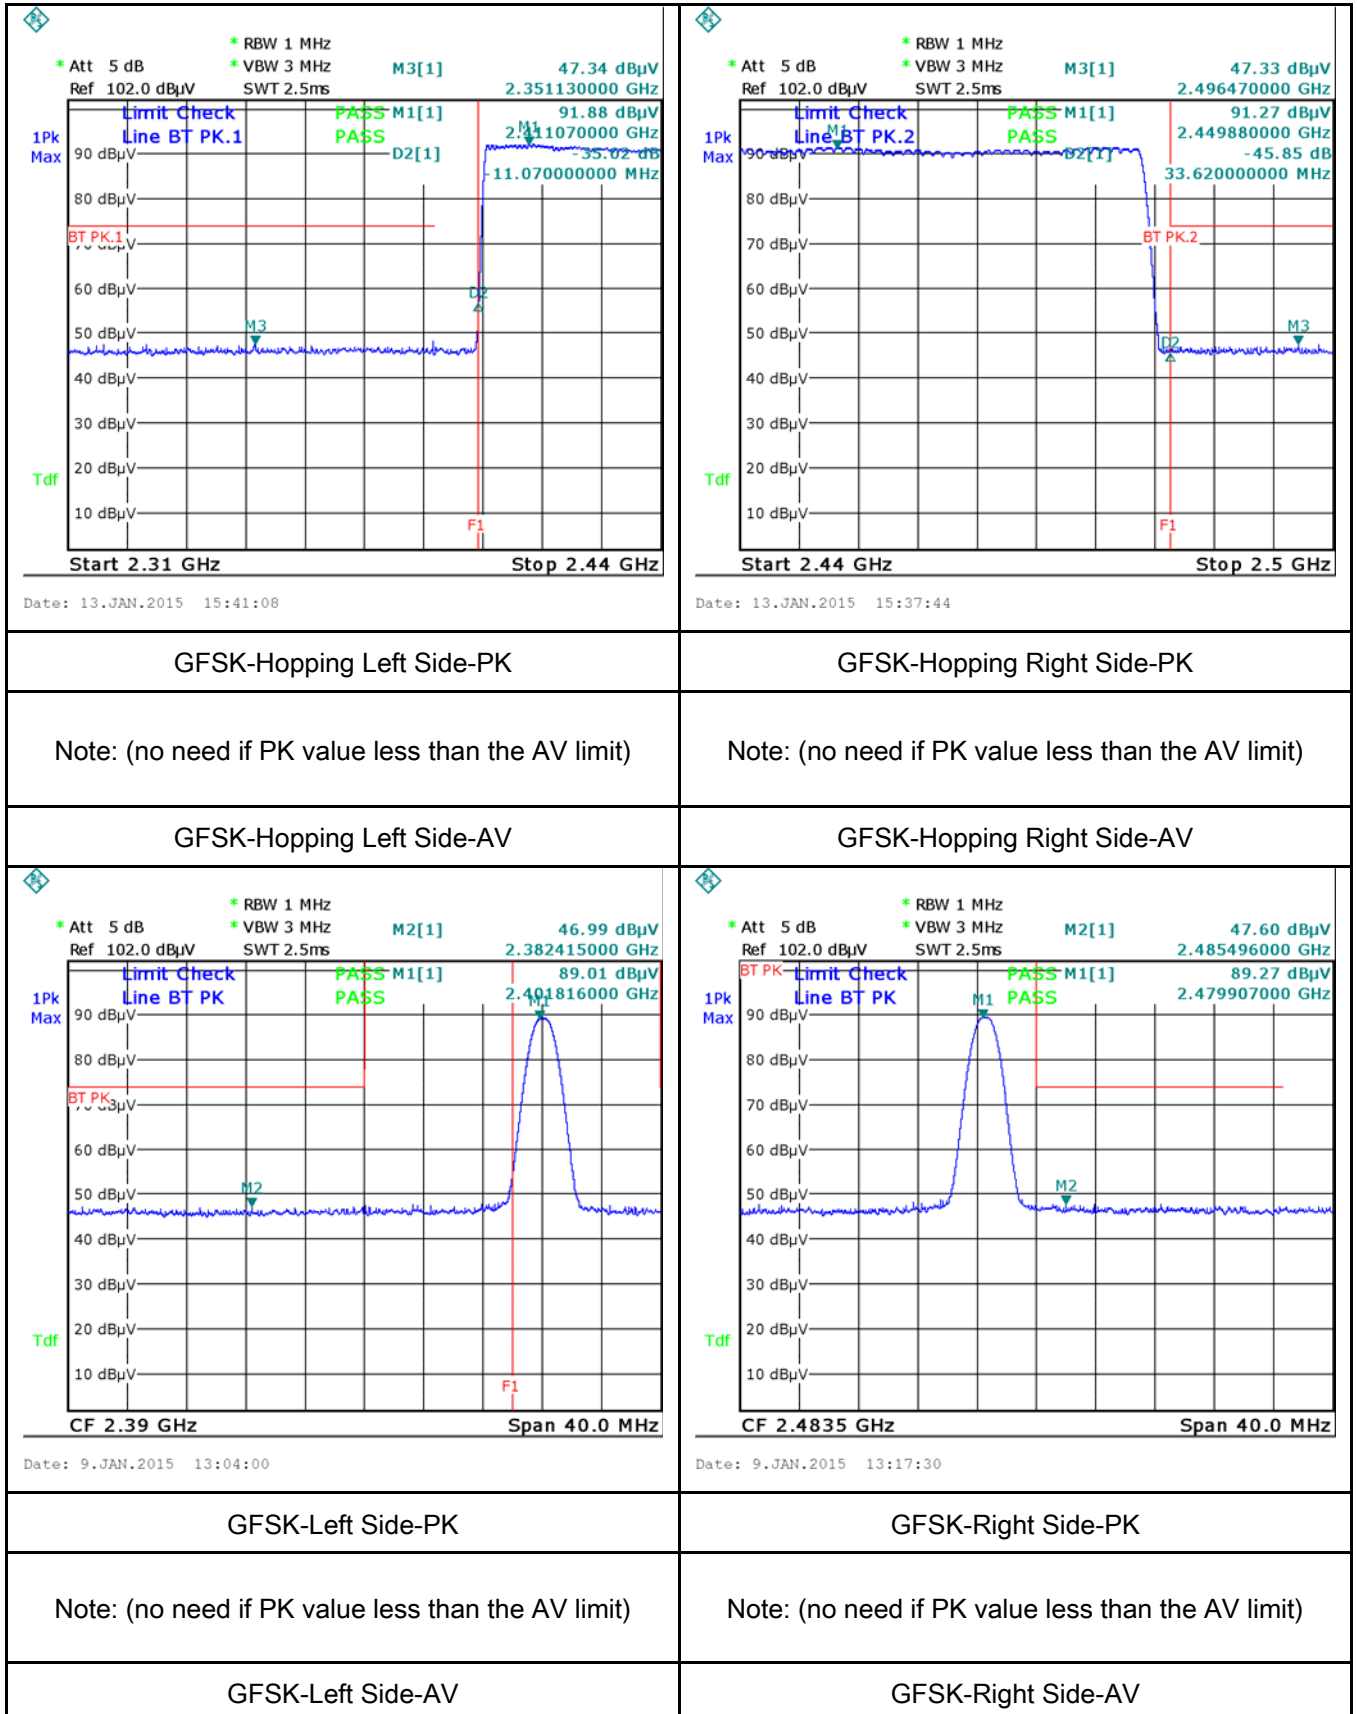 * RBW 1 MHz
* Att 5 dB * VBW 3 MHz M3[1] 47.34 dBµV
Ref 102.0 dBµV SWT 2.5ms 2.351130000 GHz
Limit Check PASS M1[1] 91.88 dBµV
1Pk Line BT PK.1 PASS M1 2.411070000 GHz
Max 90 dBµV D2[1] -35.02 dB
-11.070000000 MHz
80 dBµV
BT PK.1
70 dBµV
60 dBµV D2
50 dBµV M3
40 dBµV
30 dBµV
Tdf 20 dBµV
10 dBµV F1
Start 2.31 GHz Stop 2.44 GHz
Date: 13.JAN.2015 15:41:08
* RBW 1 MHz
* Att 5 dB * VBW 3 MHz M3[1] 47.33 dBµV
Ref 102.0 dBµV SWT 2.5ms 2.496470000 GHz
Limit Check PASS M1[1] 91.27 dBµV
1Pk M1 Line BT PK.2 PASS 2.449880000 GHz
Max 90 dBµV D2[1] -45.85 dB
33.620000000 MHz
80 dBµV
70 dBµV BT PK.2
60 dBµV
50 dBµV D2 M3
40 dBµV
30 dBµV
Tdf 20 dBµV
10 dBµV F1
Start 2.44 GHz Stop 2.5 GHz
Date: 13.JAN.2015 15:37:44
GFSK-Hopping Left Side-PK GFSK-Hopping Right Side-PK
Note: (no need if PK value less than the AV limit) Note: (no need if PK value less than the AV limit)
GFSK-Hopping Left Side-AV GFSK-Hopping Right Side-AV
* RBW 1 MHz
* Att 5 dB * VBW 3 MHz M2[1] 46.99 dBµV
Ref 102.0 dBµV SWT 2.5ms 2.382415000 GHz
Limit Check PASS M1[1] 89.01 dBµV
1Pk Line BT PK PASS 2.401816000 GHz
Max 90 dBµV M1
80 dBµV
BT PK
70 dBµV
60 dBµV
50 dBµV M2
40 dBµV
30 dBµV
Tdf 20 dBµV
10 dBµV F1
CF 2.39 GHz Span 40.0 MHz
Date: 9.JAN.2015 13:04:00
* RBW 1 MHz
* Att 5 dB * VBW 3 MHz M2[1] 47.60 dBµV
Ref 102.0 dBµV SWT 2.5ms 2.485496000 GHz
BT PK Limit Check PASS M1[1] 89.27 dBµV
1Pk Line BT PK M1 PASS 2.479907000 GHz
Max 90 dBµV
80 dBµV
70 dBµV
60 dBµV
50 dBµV M2
40 dBµV
30 dBµV
Tdf 20 dBµV
10 dBµV
CF 2.4835 GHz Span 40.0 MHz
Date: 9.JAN.2015 13:17:30
GFSK-Left Side-PK GFSK-Right Side-PK
Note: (no need if PK value less than the AV limit) Note: (no need if PK value less than the AV limit)
GFSK-Left Side-AV GFSK-Right Side-AV